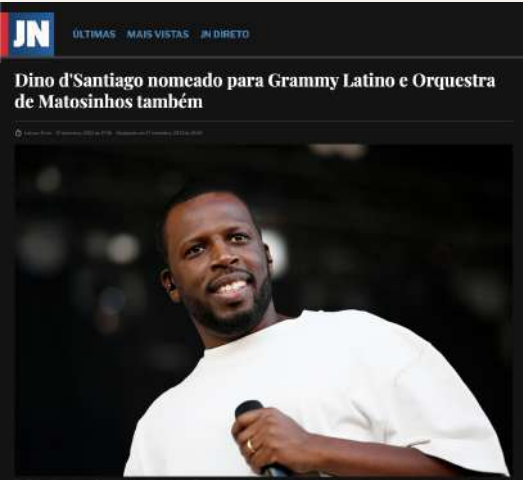 JN
ÚLTIMAS MAIS VISTAS JN DIRETO
Dino d'Santiago nomeado para Grammy Latino e Orquestra
de Matosinhos também